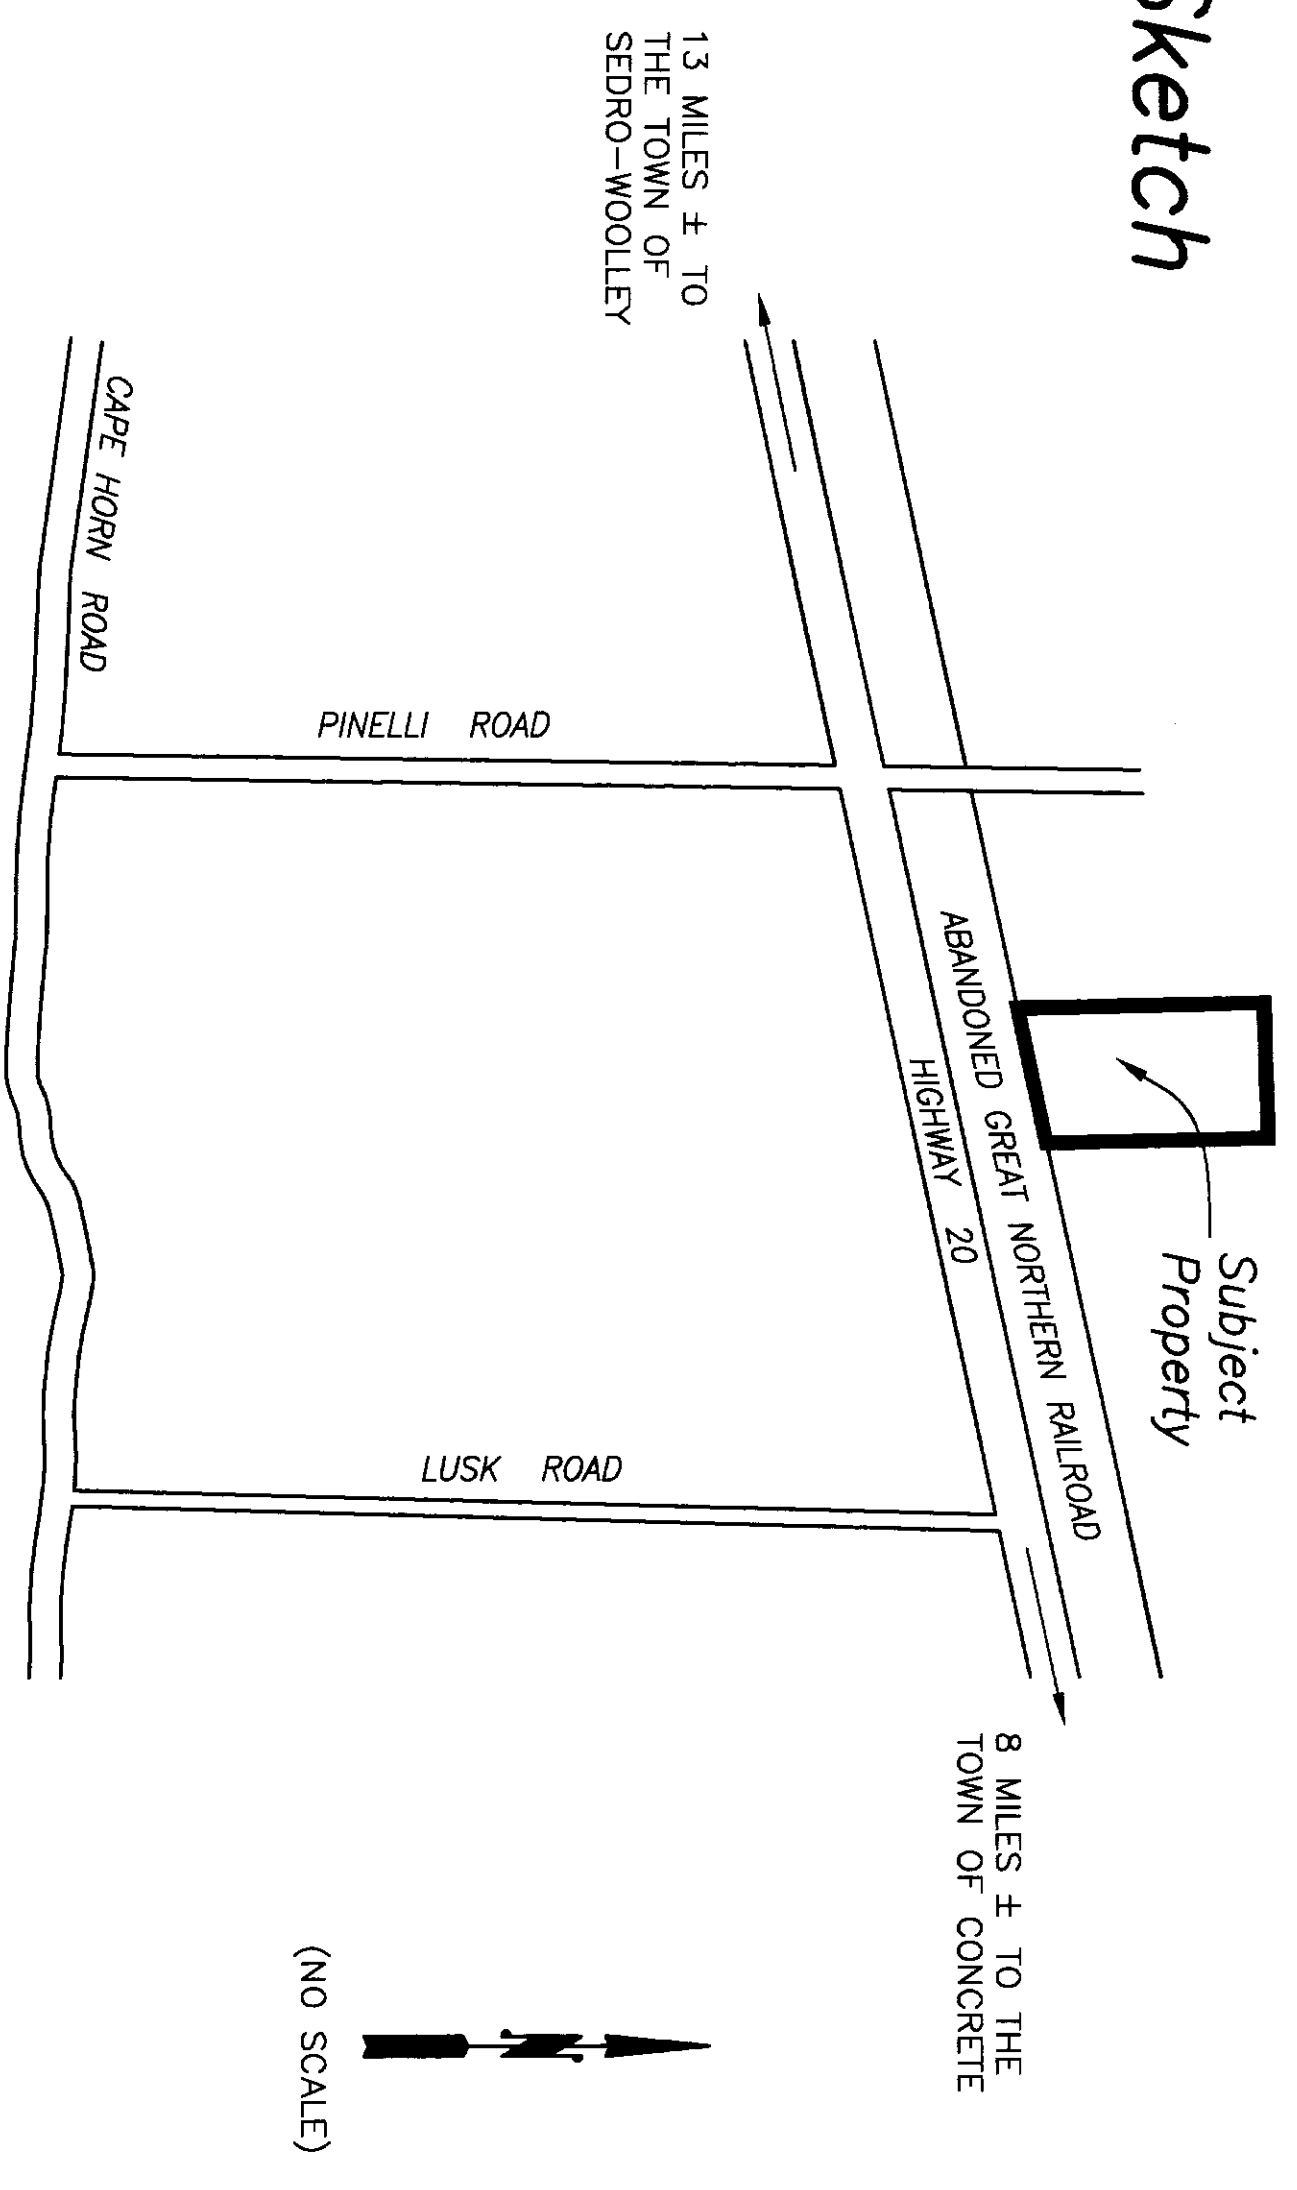 Sketch
13 MILES ± TO
THE TOWN OF
SEDRO-WOOLLEY
CAPE HORN ROAD
PINELLI ROAD
ABANDONED GREAT NORTHERN RAILROAD
HIGHWAY 20
Subject
Property
LUSK ROAD
8 MILES ± TO THE
TOWN OF CONCRETE
(NO SCALE)